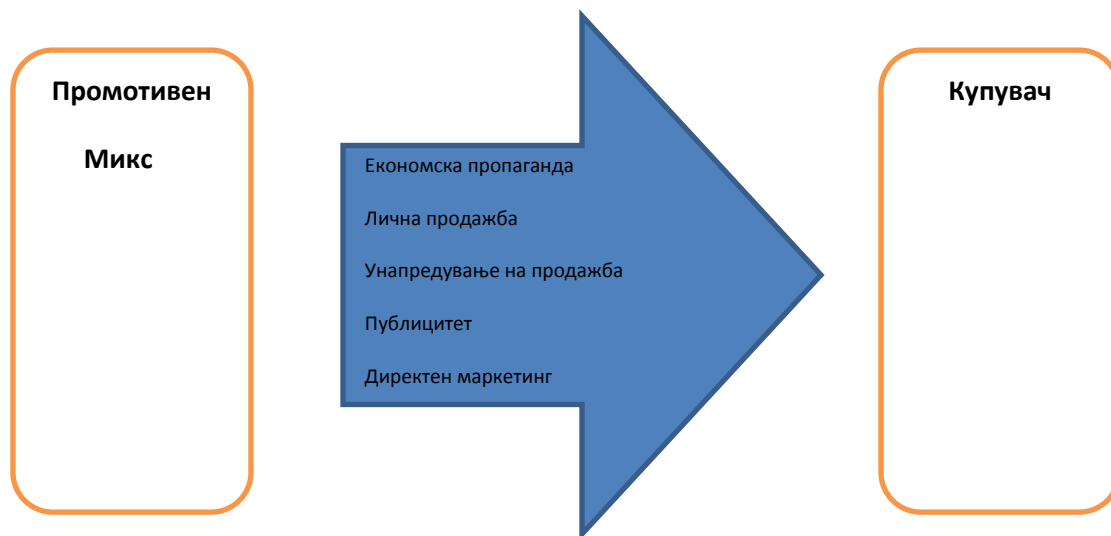 Промотивен
Микс
Економска пропаганда
Лична продажба
Унапредување на продажба
Публицитет
Директен маркетинг
Купувач